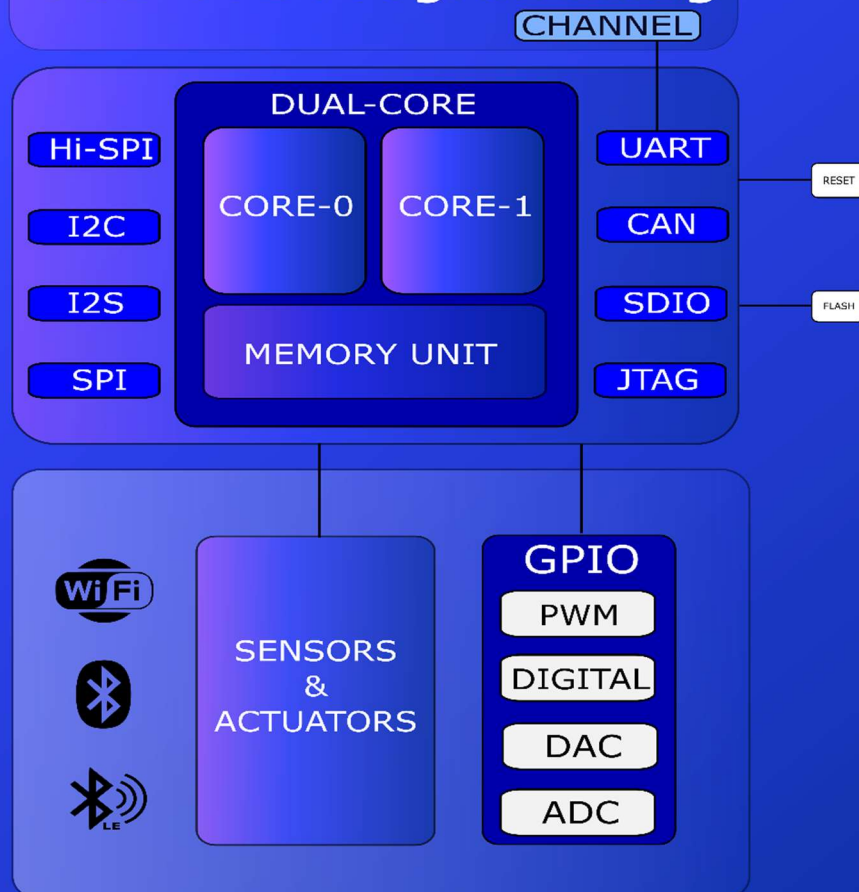 CHANNEL
DUAL-CORE
Hi-SPI
UART
CORE-0
CORE-1
RESET
I2C
CAN
I2S
SDIO
FLASH
MEMORY UNIT
SPI
JTAG
GPIO
WiFi
PWM
SENSORS
&
ACTUATORS
DIGITAL
DAC
LE
ADC